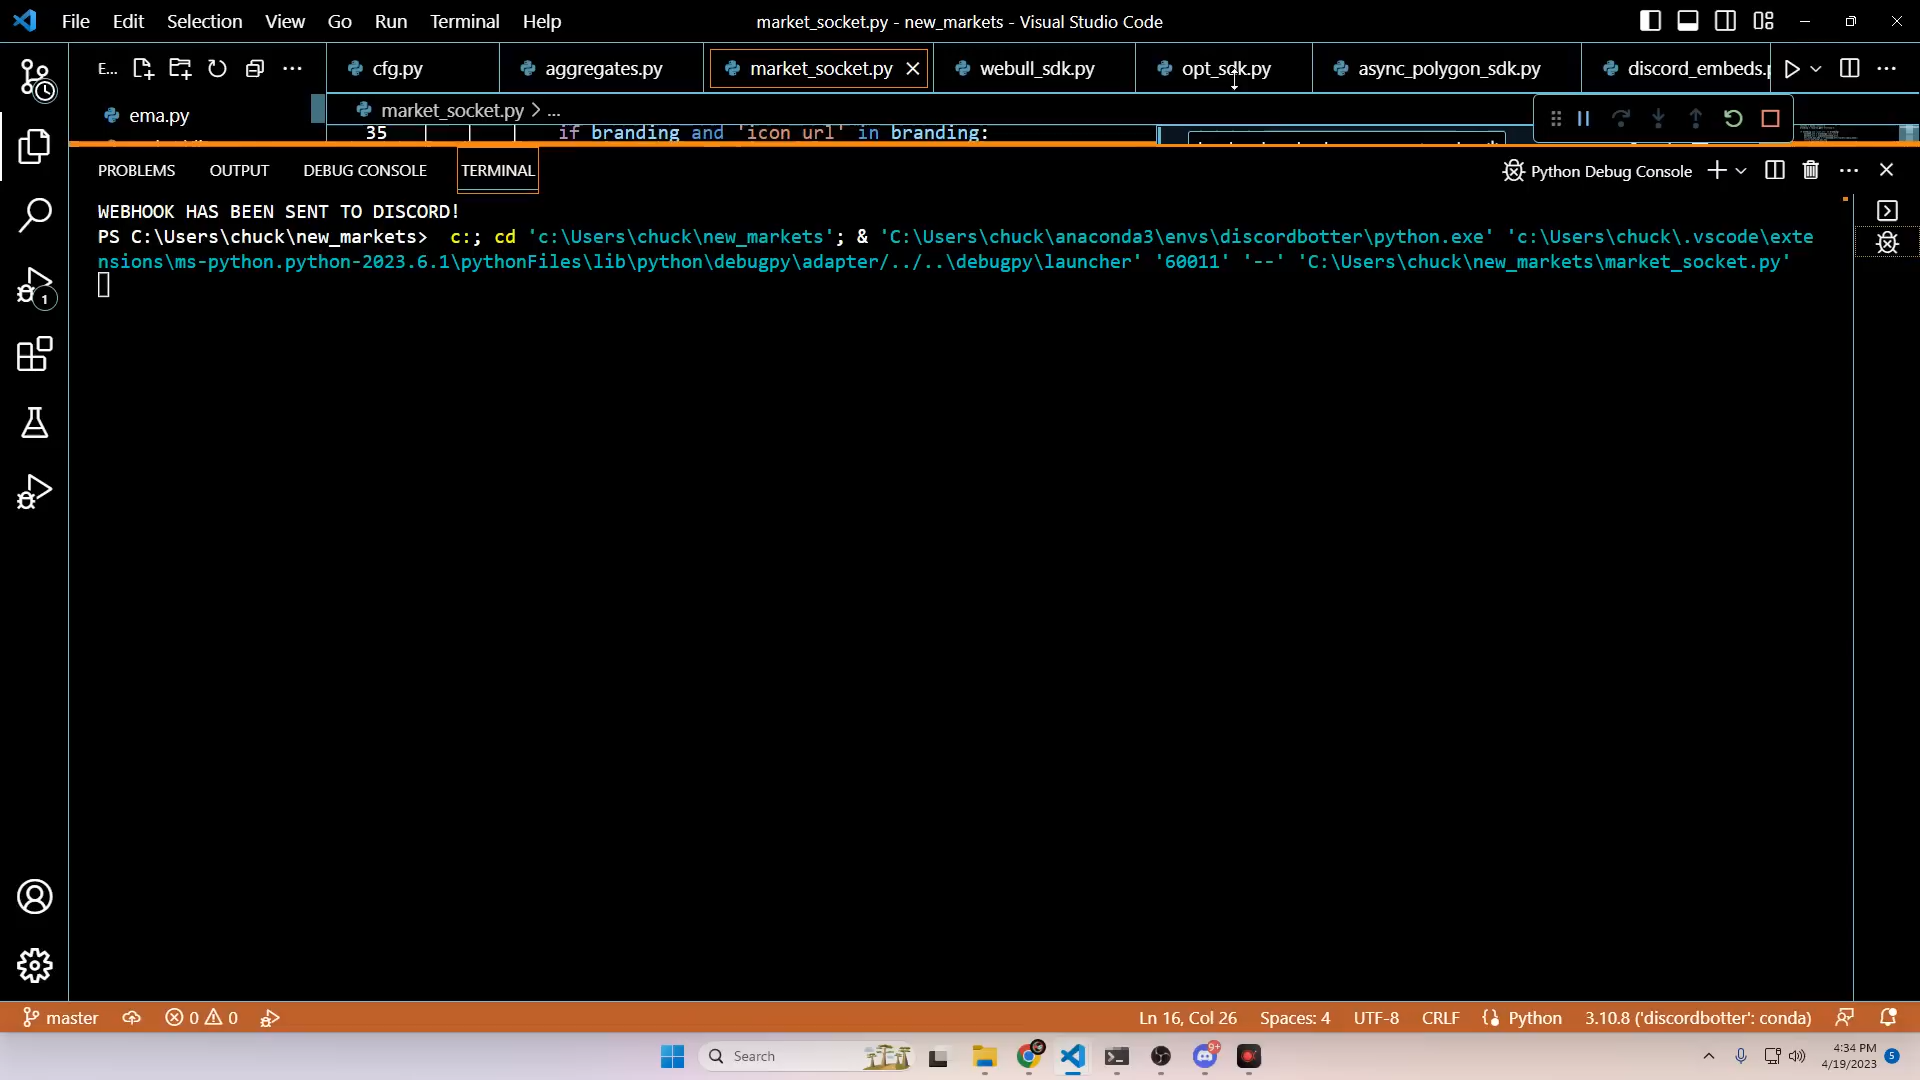 File Edit Selection View Go Run Terminal Help
market_socket.py - new_markets - Visual Studio Code
E...
cfg.py
aggregates.py
market_socket.py
webull_sdk.py
opt_sdk.py
async_polygon_sdk.py
discord_embeds.p
ema.py
market_socket.py > ...
35 if branding and 'icon_url' in branding:
PROBLEMS OUTPUT DEBUG CONSOLE TERMINAL
Python Debug Console
WEBHOOK HAS BEEN SENT TO DISCORD!
PS C:\Users\chuck\new_markets> c:; cd 'c:\Users\chuck\new_markets'; & 'C:\Users\chuck\anaconda3\envs\discordbotter\python.exe' 'c:\Users\chuck\.vscode\exte
nsions\ms-python.python-2023.6.1\pythonFiles\lib\python\debugpy\adapter/../..\debugpy\launcher' '60011' '--' 'C:\Users\chuck\new_markets\market_socket.py'
1
master 0 0
Ln 16, Col 26 Spaces: 4 UTF-8 CRLF Python 3.10.8 ('discordbotter': conda)
Search
9+
4:34 PM
4/19/2023
5